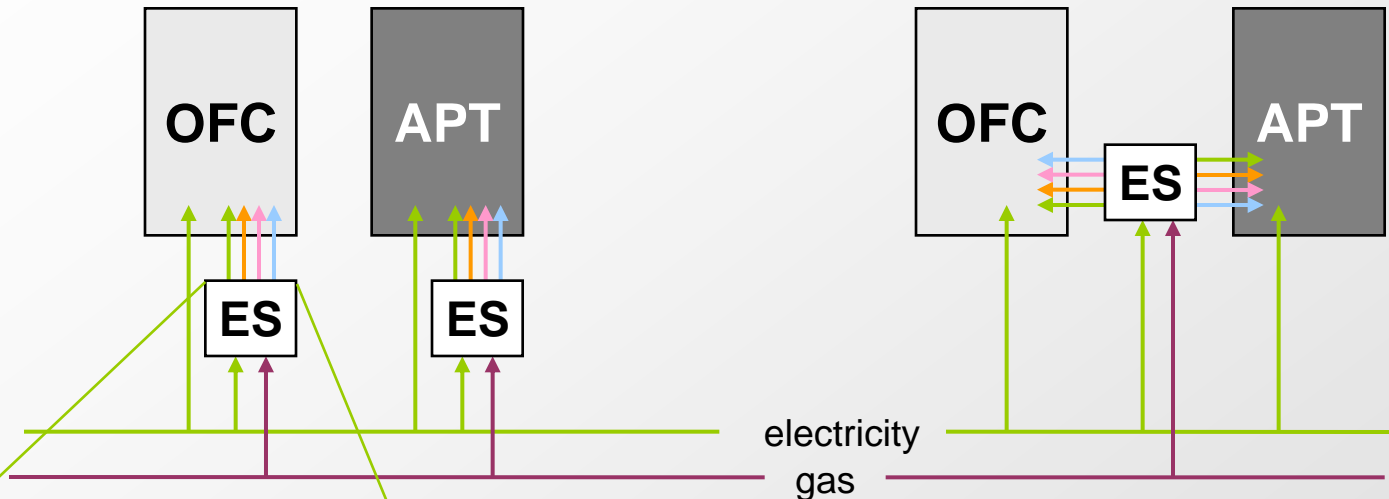 OFC
APT
OFC
APT
ES
ES
ES
electricity
gas